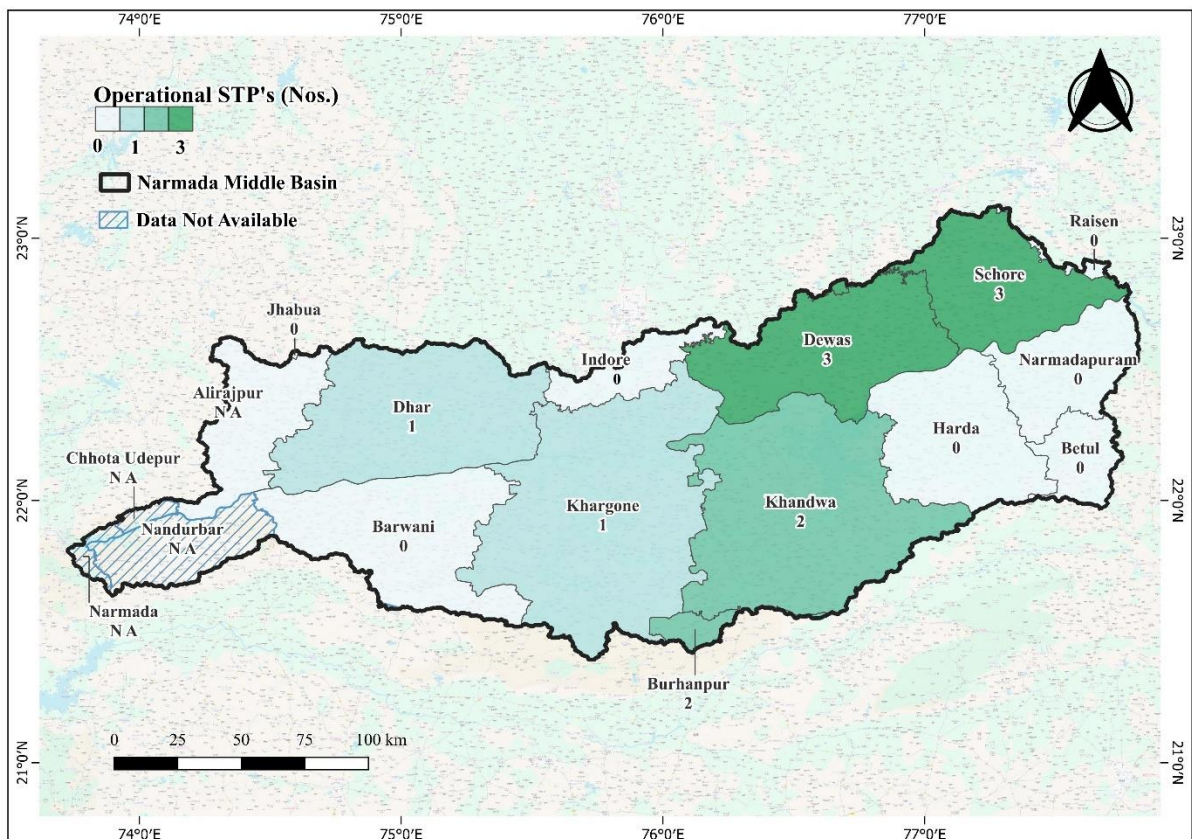 74°0'E 75°0'E 76°0'E 77°0'E
Operational STP's (Nos.)
0 1 3
Narmada Middle Basin
Data Not Available
23°0'N
23°0'N
Raisen
0
Sehore
3
Jhabua
0
Dewas
3
Indore
0
Narmadapuram
0
Alirajpur
N A
Dhar
1
Harda
0
Betul
0
Chhota Udepur
N A
22°0'N
22°0'N
Khargone
1
Khandwa
2
Nandurbar
N A
Barwani
0
Narmada
N A
Burhanpur
2
0 25 50 75 100 km
21°0'N
21°0'N
74°0'E 75°0'E 76°0'E 77°0'E